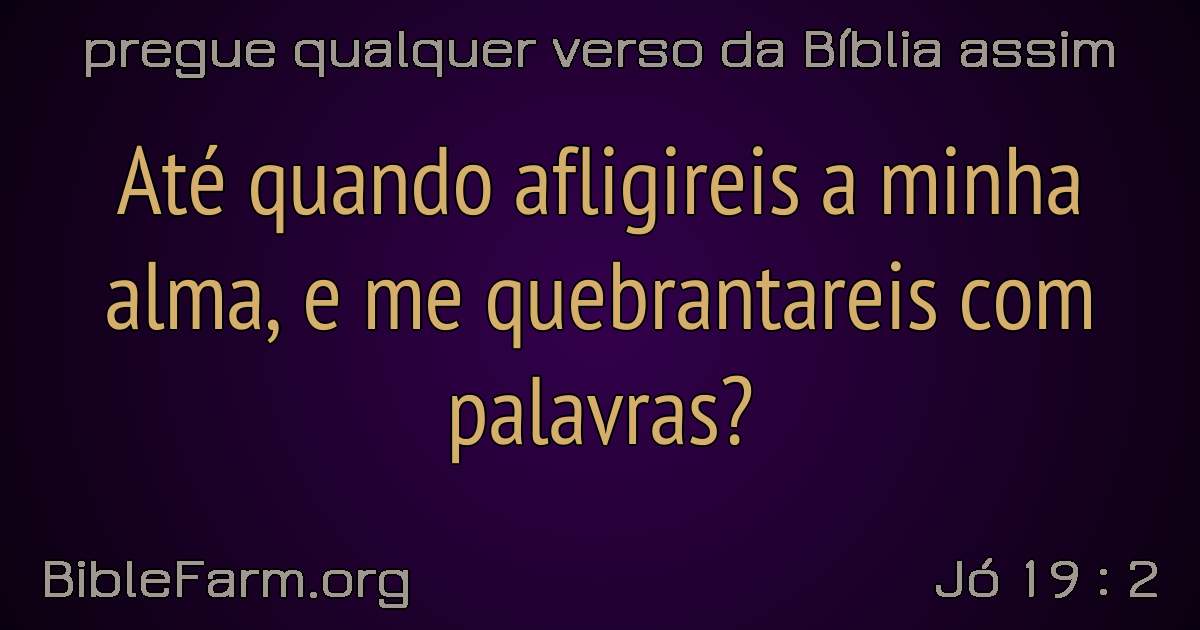 pregue qualquer verso da Bíblia assim
Até quando afligireis a minha
alma, e me quebrantareis com
palavras?
BibleFarm.org
Jó 19 : 2